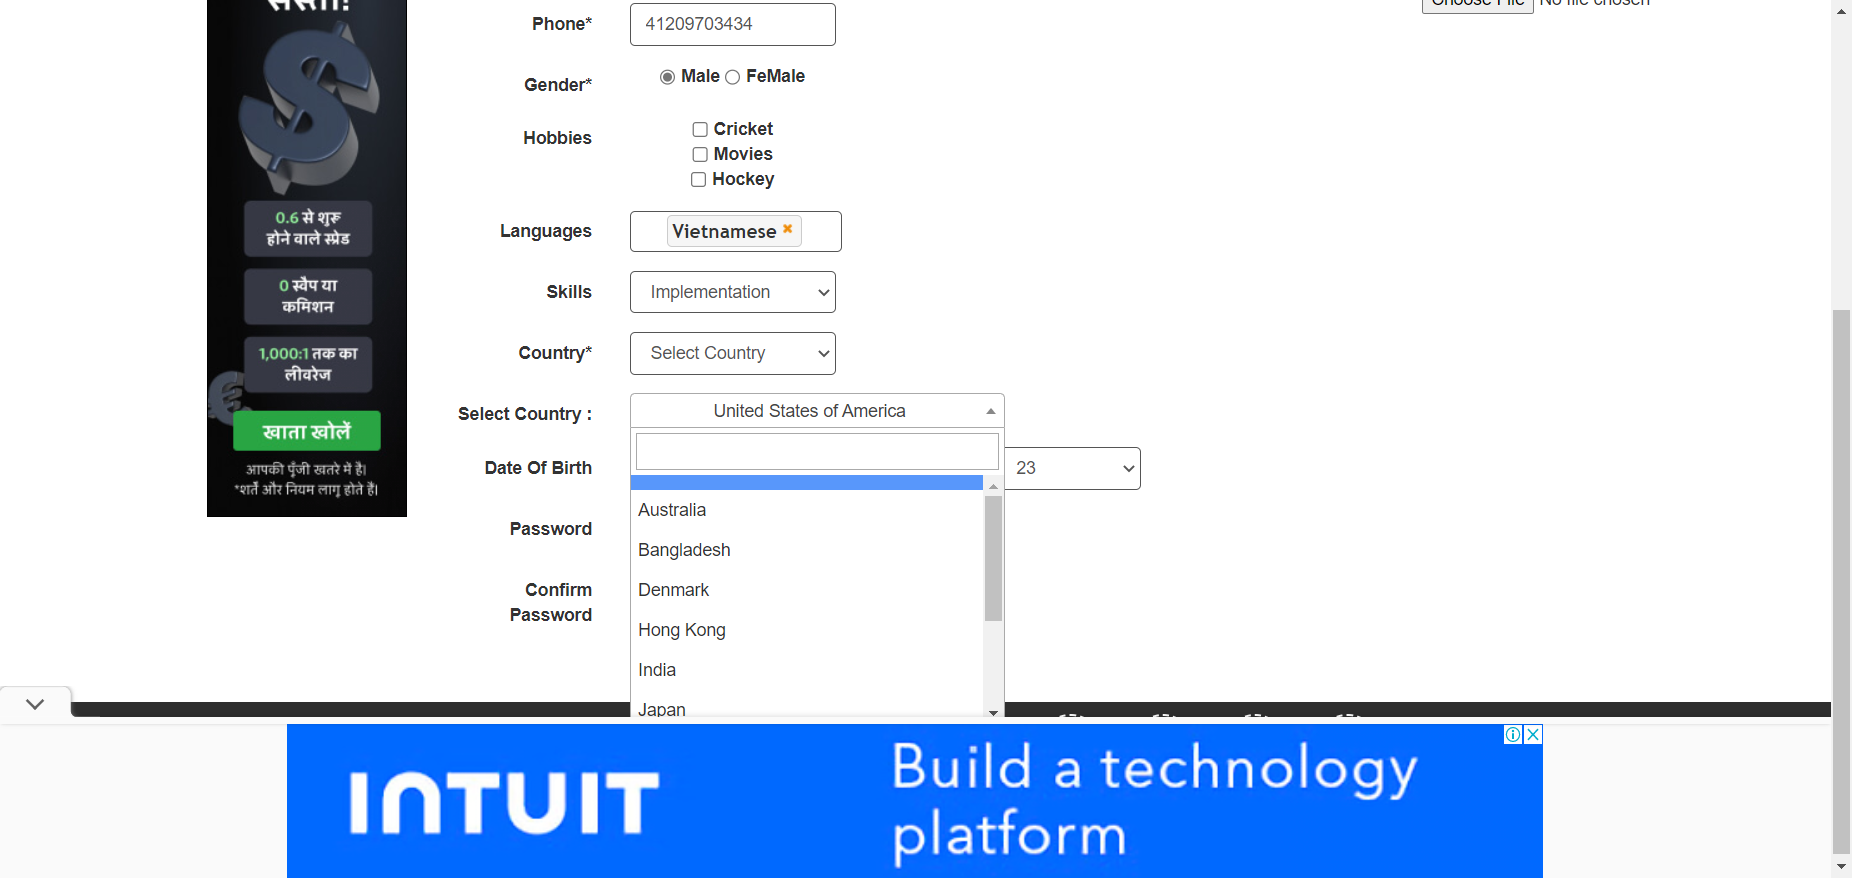 सस्ता!
0.6 से शुरू
होने वाले स्प्रेड
0 स्वैप या
कमिशन
1,000:1 तक का
लीवरेज
खाता खोलें
आपकी पूँजी खतरे में है।
*शर्तें और नियम लागू होते हैं।
Choose File No file chosen
Phone* 41209703434
Gender* Male FeMale
Hobbies Cricket
Movies
Hockey
Languages Vietnamese
Skills Implementation
Country* Select Country
Select Country : United States of America
Date Of Birth 23
Australia
Password
Bangladesh
Confirm
Password
Denmark
Hong Kong
India
Japan
INTUIT
Build a technology
platform